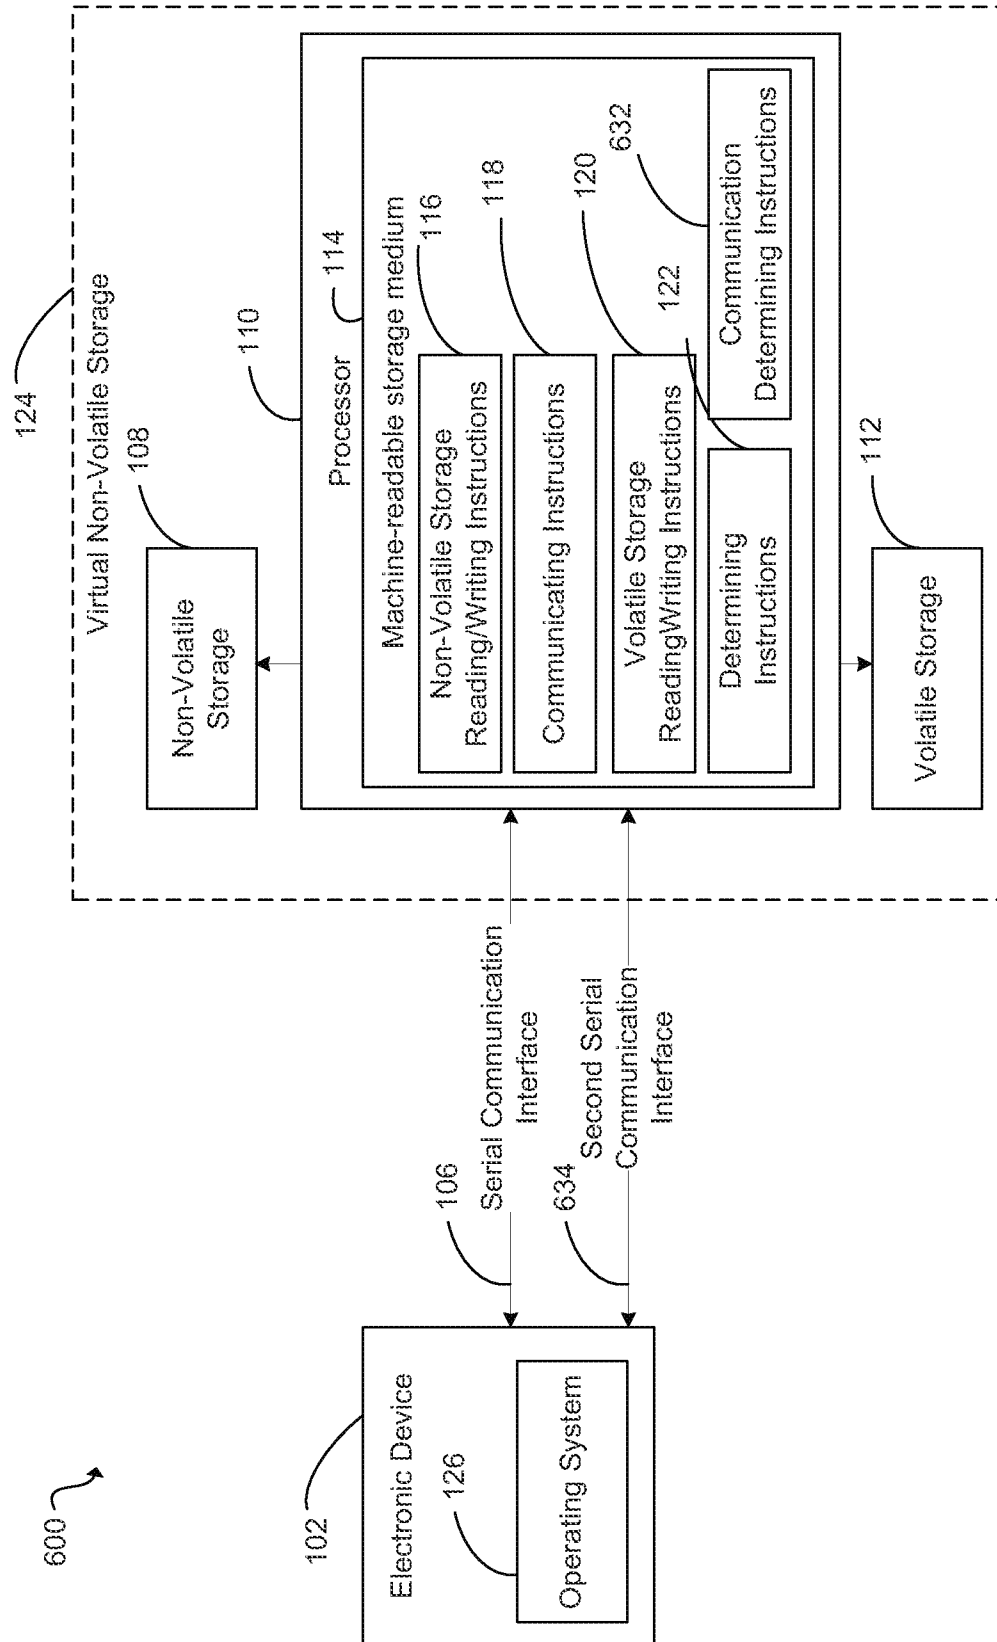 600
102
Electronic Device
126
Operating System
106
Serial Communication
Interface
634
Second Serial
Communication
Interface
124
Virtual Non-Volatile Storage
108
Non-Volatile
Storage
110
Processor
114
Machine-readable storage medium
116
Non-Volatile Storage
Reading/Writing Instructions
118
Communicating Instructions
120
Volatile Storage
ReadingWriting Instructions
122
Determining
Instructions
632
Communication
Determining Instructions
112
Volatile Storage